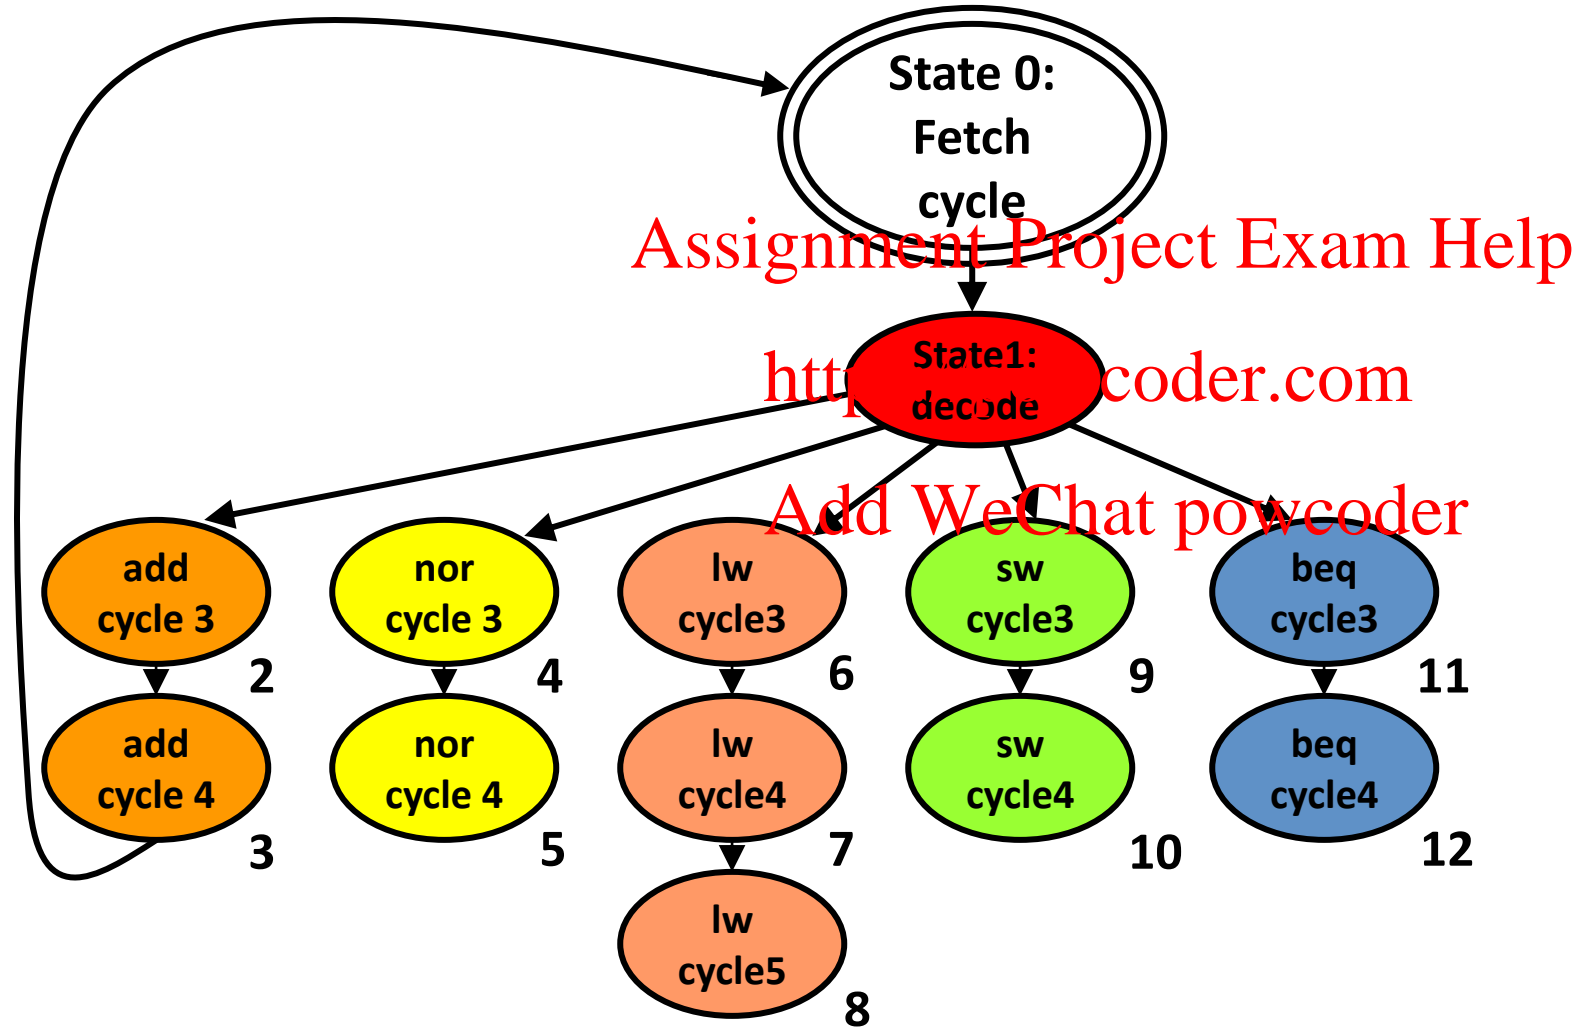 State 0:
Fetch
cycle
Assignment Project Exam Help
State1:
decode
coder.com
Add WeChat powcoder
add
cycle 3
2
nor
cycle 3
4
lw
cycle3
6
sw
cycle3
9
beq
cycle3
11
add
cycle 4
3
nor
cycle 4
5
lw
cycle4
7
sw
cycle4
10
beq
cycle4
12
lw
cycle5
8